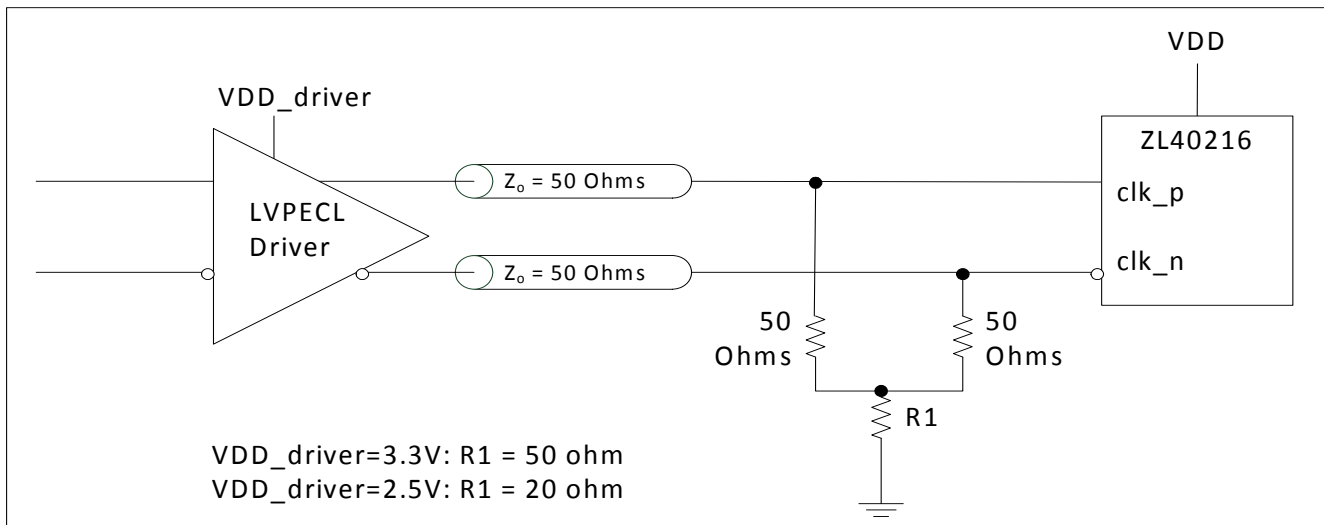 VDD
VDD_driver
ZL40216
Zₒ = 50 Ohms
clk_p
LVPECL
Driver
Zₒ = 50 Ohms
clk_n
50
Ohms
50
Ohms
R1
VDD_driver=3.3V: R1 = 50 ohm
VDD_driver=2.5V: R1 = 20 ohm